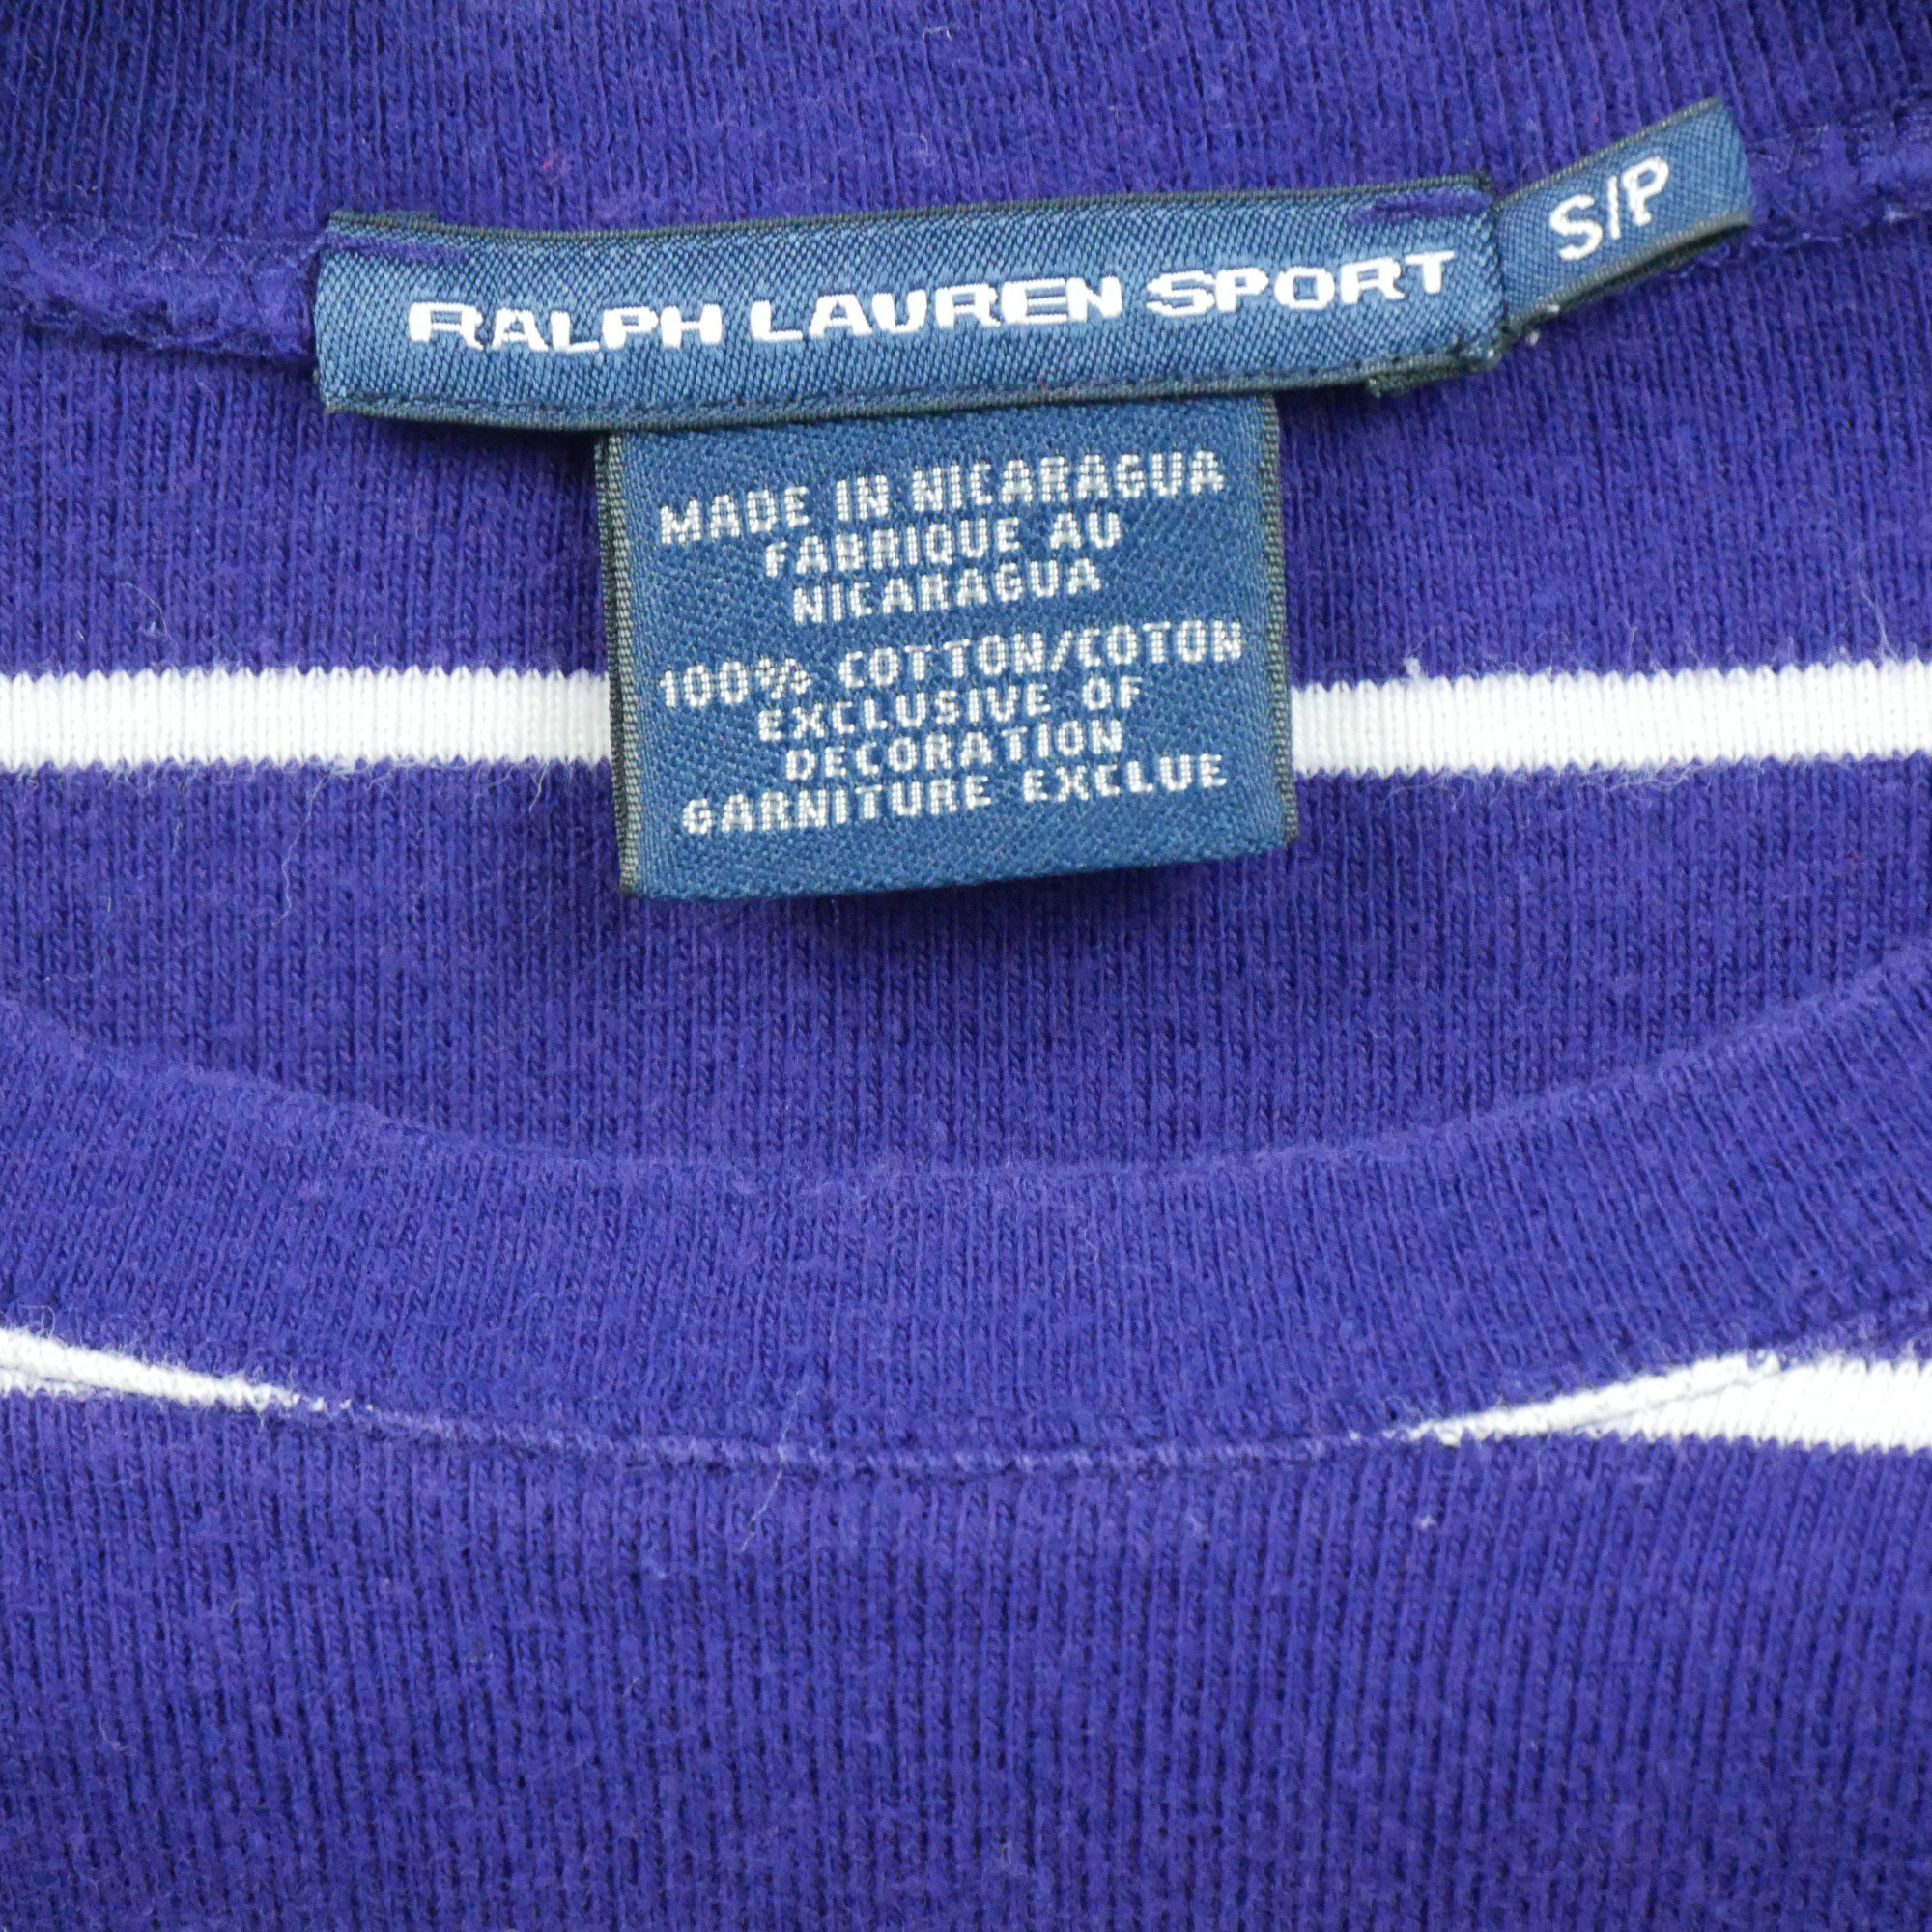 RALPH LAUREN SPORT
S/P
MADE IN NICARAGUA
FABRIQUE AU
NICARAGUA
100% COTTON/COTON
EXCLUSIVE OF
DECORATION
GARNITURE EXCLUE